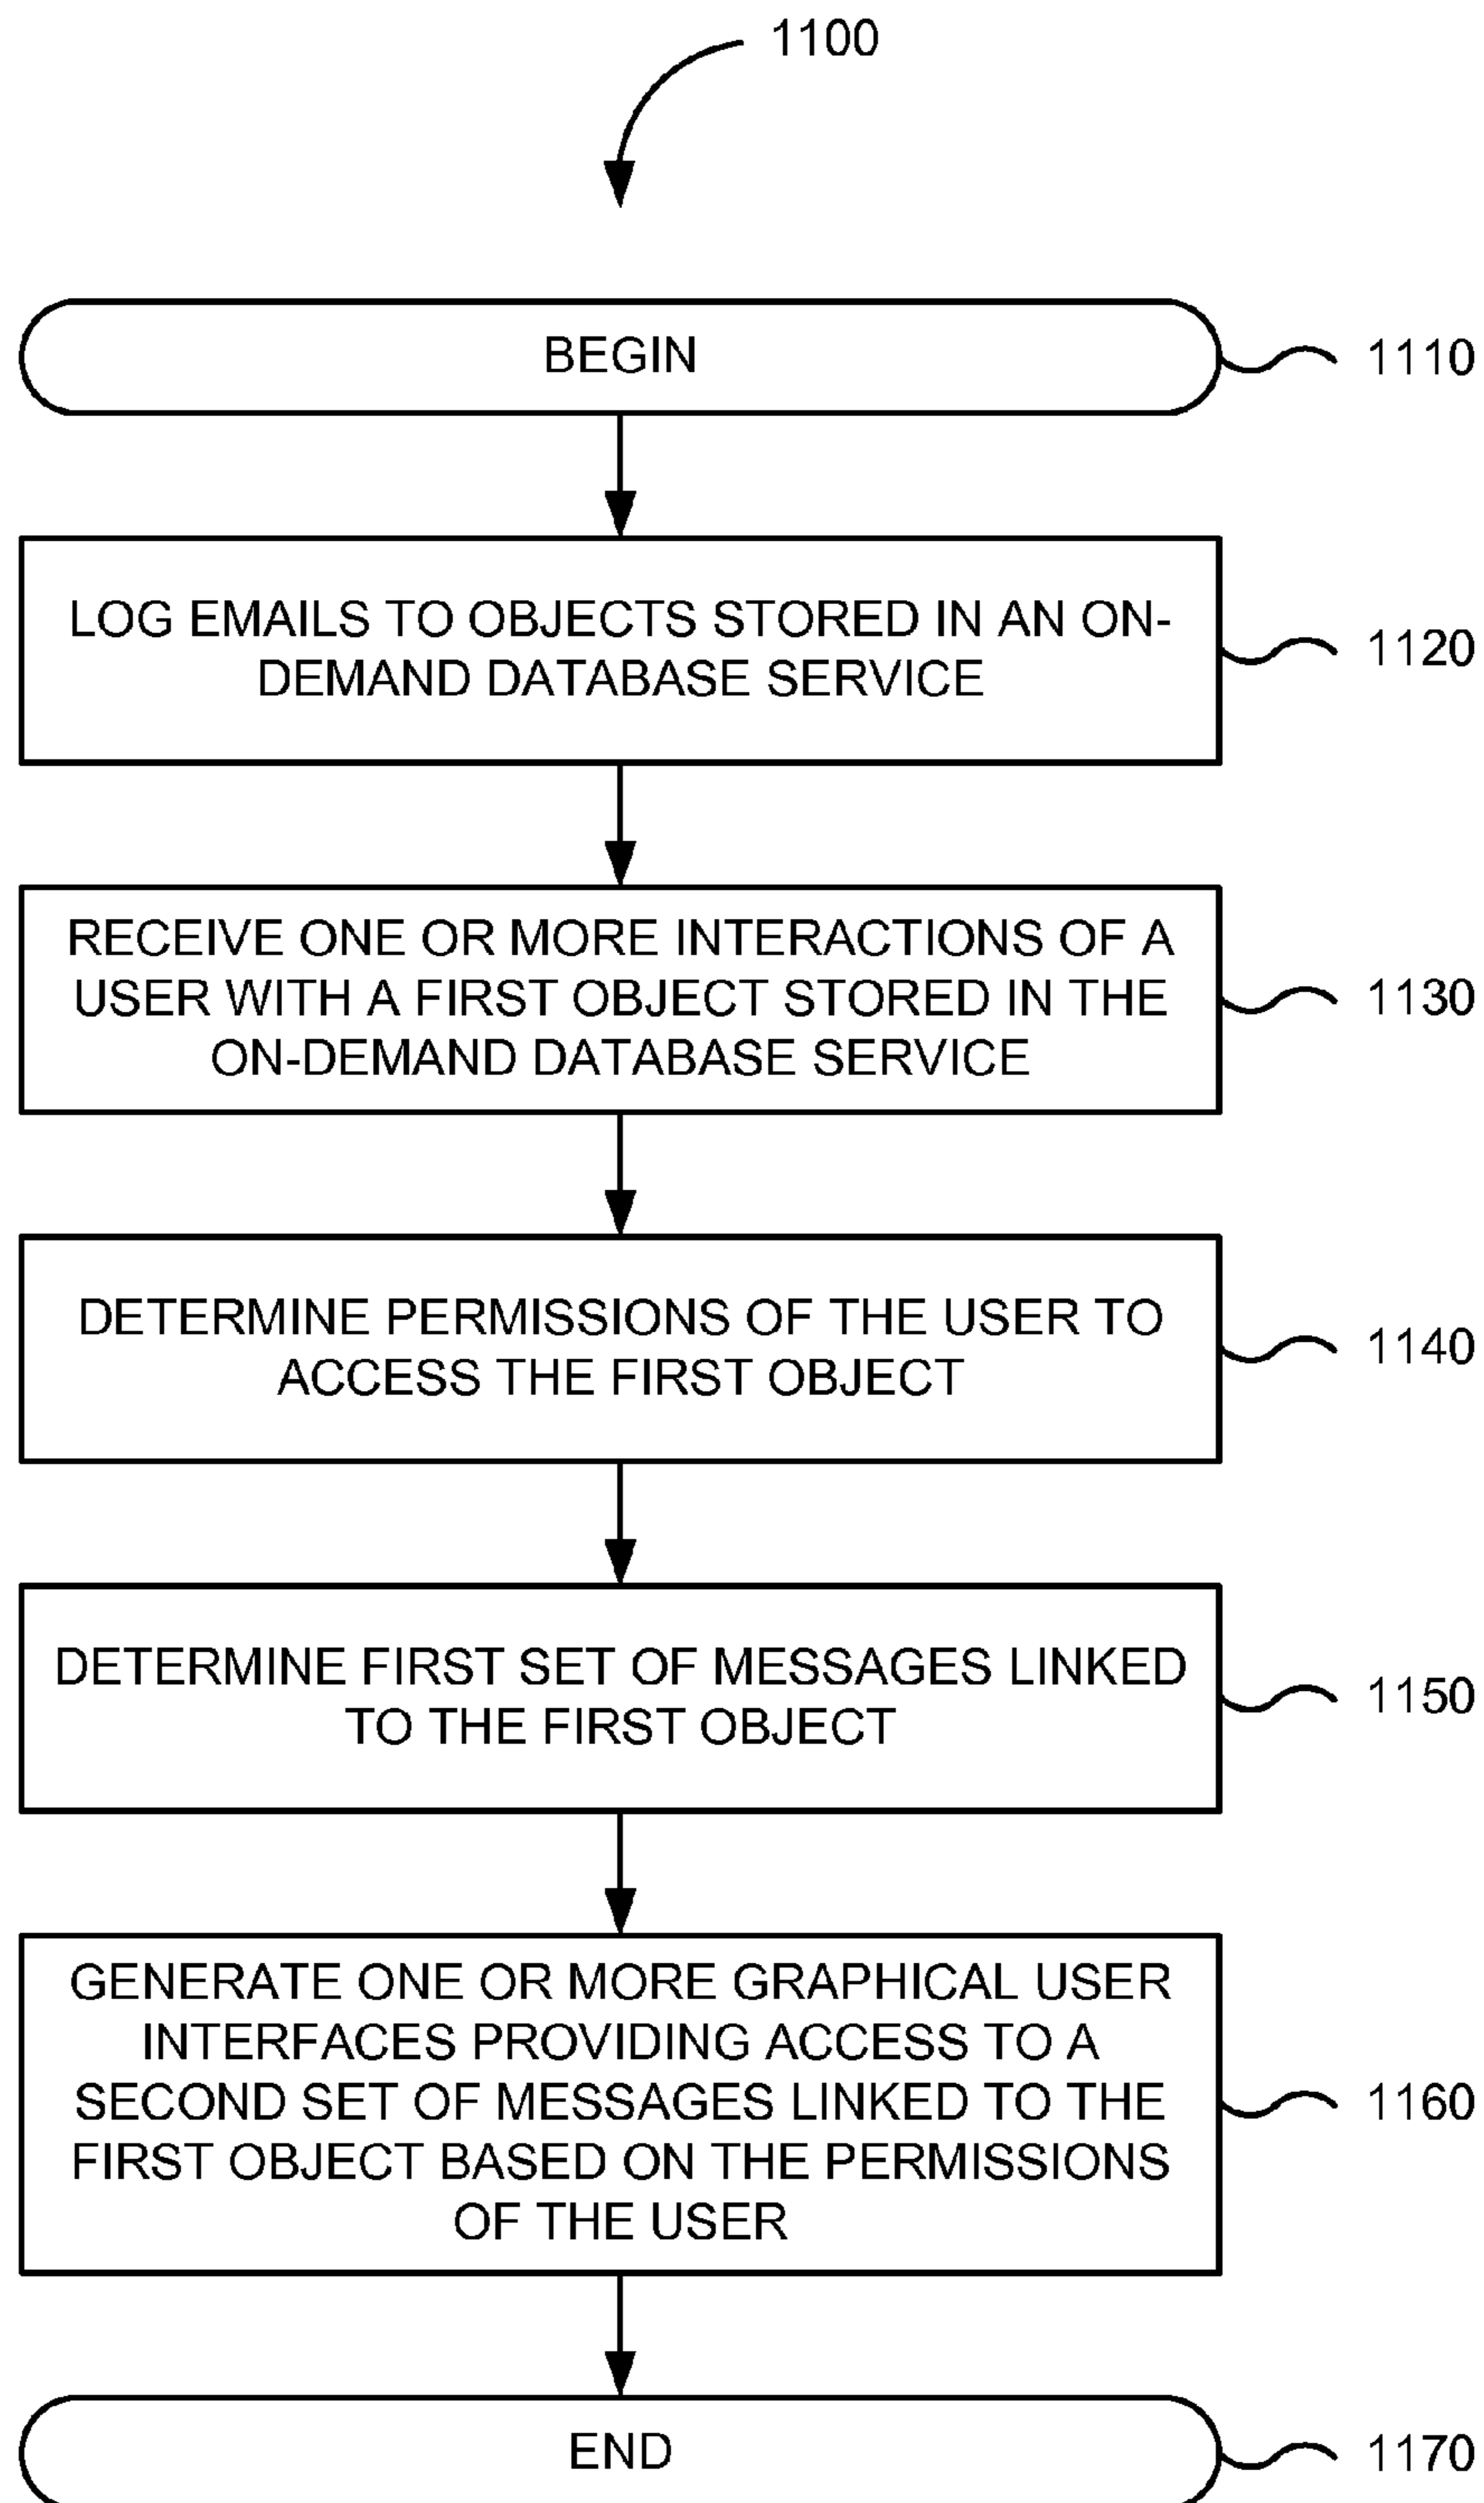 1100
BEGIN
1110
LOG EMAILS TO OBJECTS STORED IN AN ON-
DEMAND DATABASE SERVICE
1120
RECEIVE ONE OR MORE INTERACTIONS OF A
USER WITH A FIRST OBJECT STORED IN THE
ON-DEMAND DATABASE SERVICE
1130
DETERMINE PERMISSIONS OF THE USER TO
ACCESS THE FIRST OBJECT
1140
DETERMINE FIRST SET OF MESSAGES LINKED
TO THE FIRST OBJECT
1150
GENERATE ONE OR MORE GRAPHICAL USER
INTERFACES PROVIDING ACCESS TO A
SECOND SET OF MESSAGES LINKED TO THE
FIRST OBJECT BASED ON THE PERMISSIONS
OF THE USER
1160
END
1170